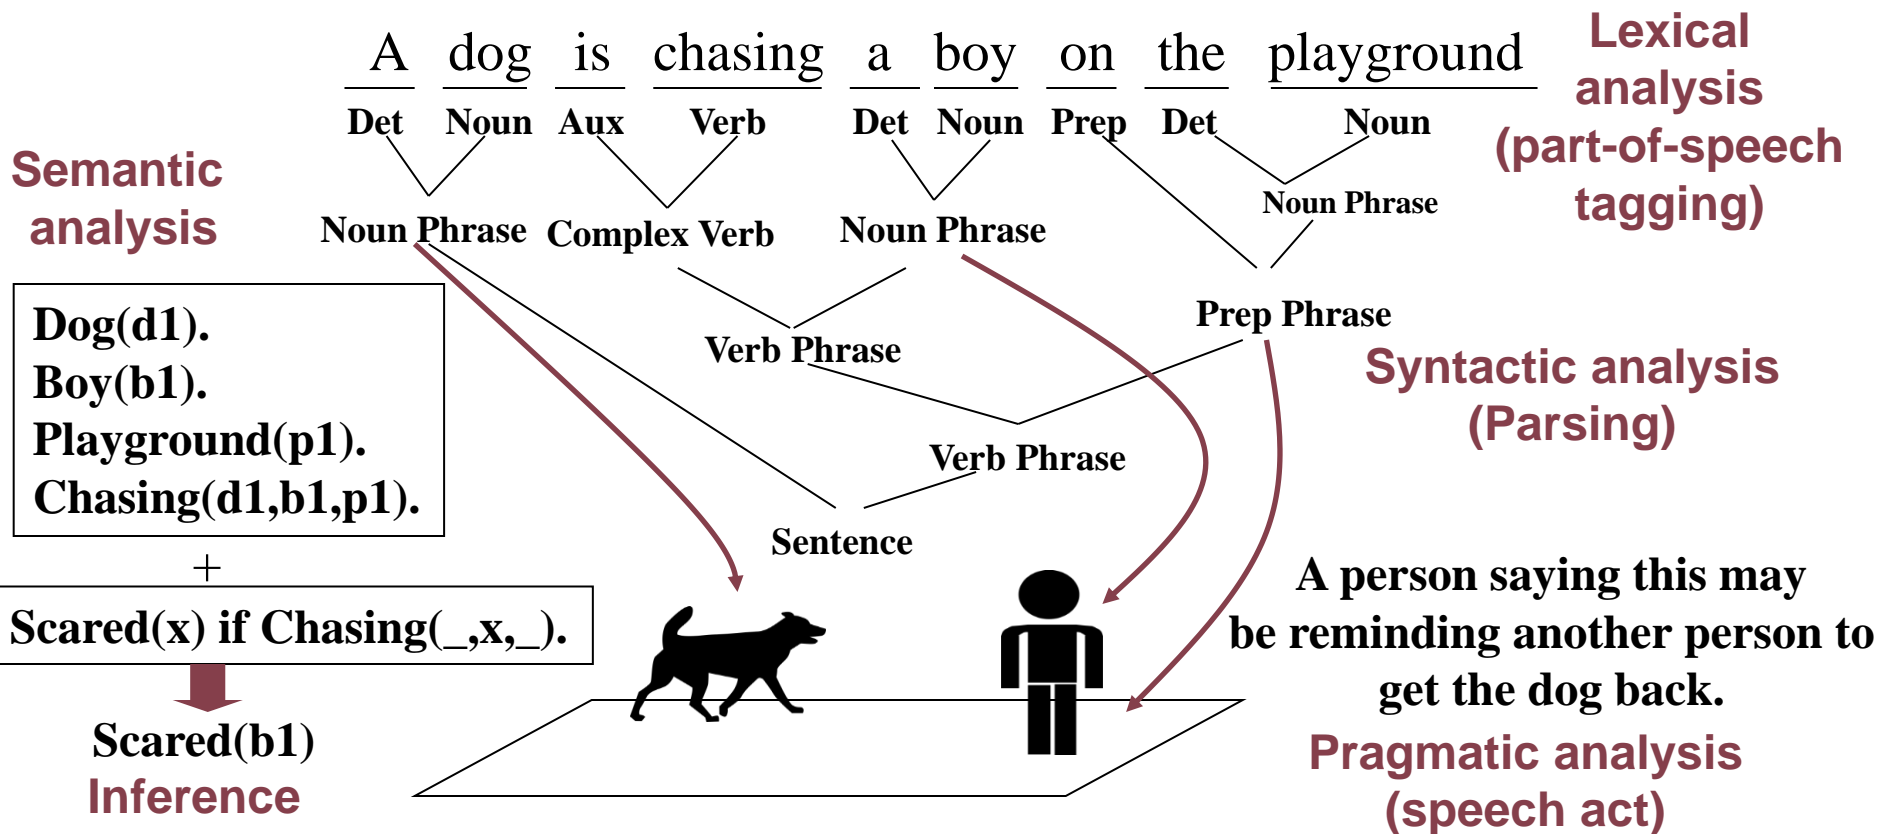 A dog is chasing a boy on the playground
Lexical
analysis
(part-of-speech
tagging)
Det Noun Aux Verb Det Noun Prep Det Noun
Semantic
analysis
Noun Phrase
Noun Phrase Complex Verb Noun Phrase
Dog(d1).
Boy(b1).
Playground(p1).
Chasing(d1,b1,p1).
Prep Phrase
Verb Phrase
Syntactic analysis
(Parsing)
Verb Phrase
Sentence
+
Scared(x) if Chasing(_,x,_).
Scared(b1)
Inference
A person saying this may
be reminding another person to
get the dog back.
Pragmatic analysis
(speech act)